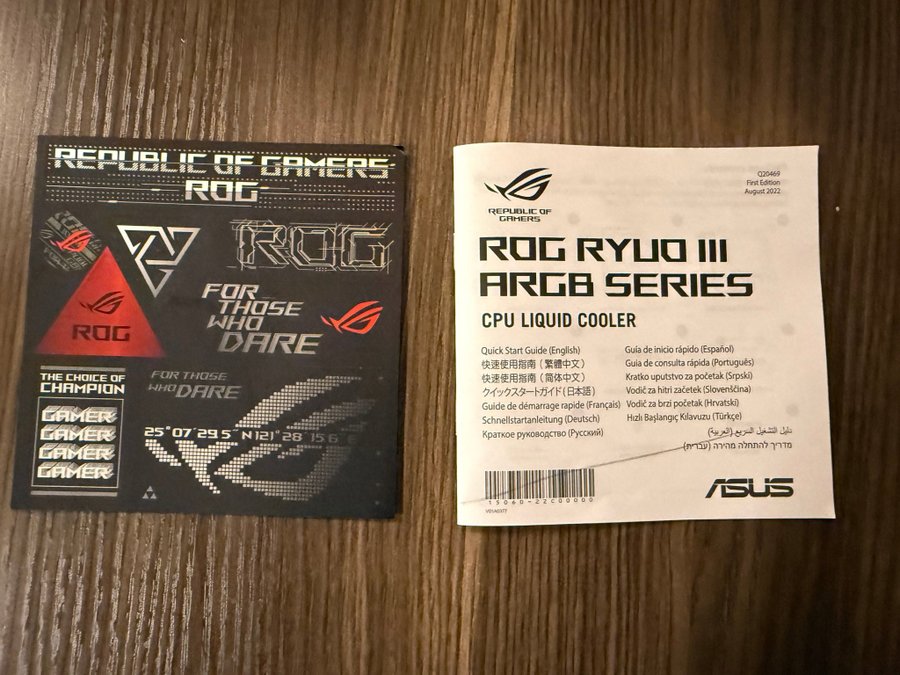 REPUBLIC OF GAMERS
ROG
ROG
ROG
FOR THOSE WHO DARE
THE CHOICE OF
CHAMPION
FOR THOSE
WHO DARE
GAMER
GAMER
GAMER
GAMER
25° 07' 29.5" N 121° 28' 15.6" E
REPUBLIC OF
GAMERS
Q20469
First Edition
August 2022
ROG RYUO III
ARGB SERIES
CPU LIQUID COOLER
Quick Start Guide (English)
快速使用指南（繁體中文）
快速使用指南（简体中文）
クイックスタートガイド(日本語)
Guide de démarrage rapide (Français)
Schnellstartanleitung (Deutsch)
Краткое руководство (Русский)
Guía de inicio rápido (Español)
Guia de consulta rápida (Português)
Kratko uputstvo za početak (Srpski)
Vodič za hitri začetek (Slovenščina)
Vodič za brzi početak (Hrvatski)
Hızlı Başlangıç Kılavuzu (Türkçe)
دليل التشغيل السريع (العربية)
מדריך להתחלה מהירה (עברית)
15060-22C00000
ASUS